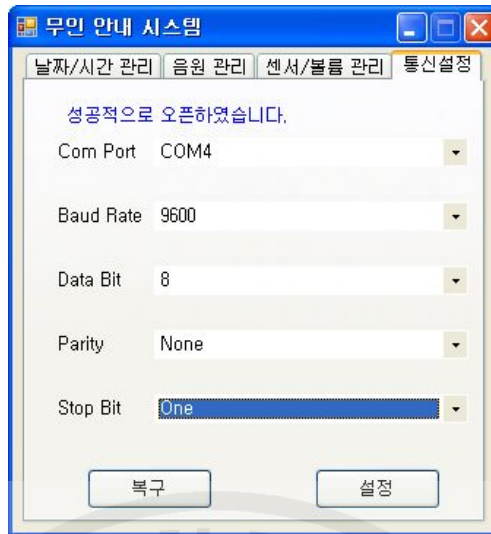 무인 안내 시스템
날짜/시간 관리 음원 관리 센서/볼륨 관리 통신설정
성공적으로 오픈하였습니다.
Com Port COM4
Baud Rate 9600
Data Bit 8
Parity None
Stop Bit One
복구 설정